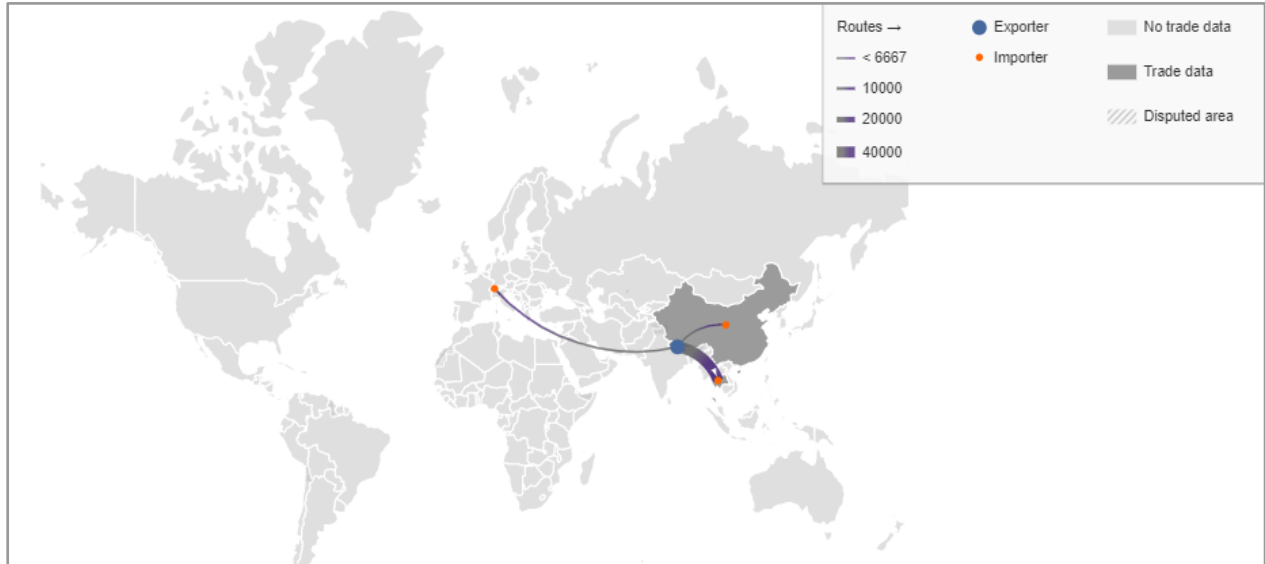 Routes →
< 6667
10000
20000
40000
Exporter
Importer
No trade data
Trade data
Disputed area